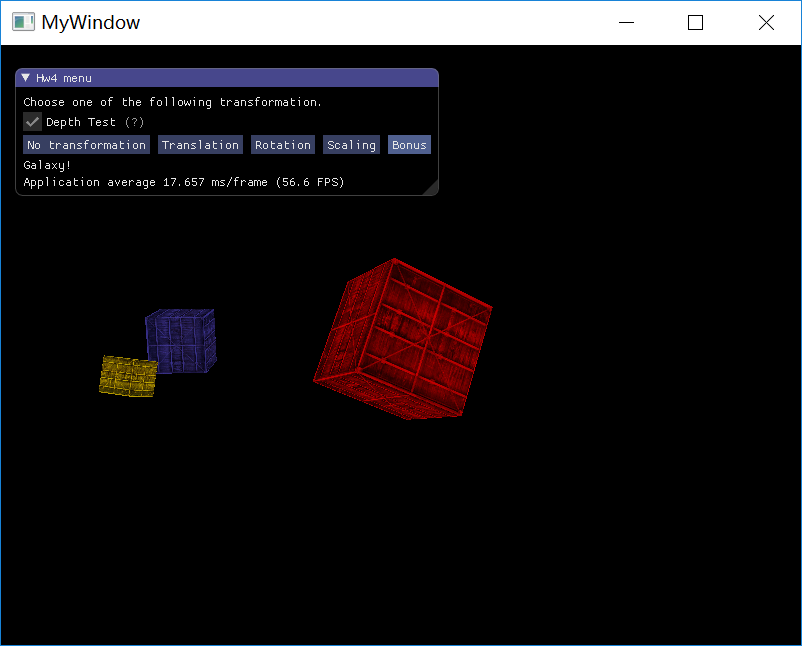 MyWindow
Hw4 menu
Choose one of the following transformation.
Depth Test (?)
No transformation Translation Rotation Scaling Bonus
Galaxy!
Application average 17.657 ms/frame (56.6 FPS)